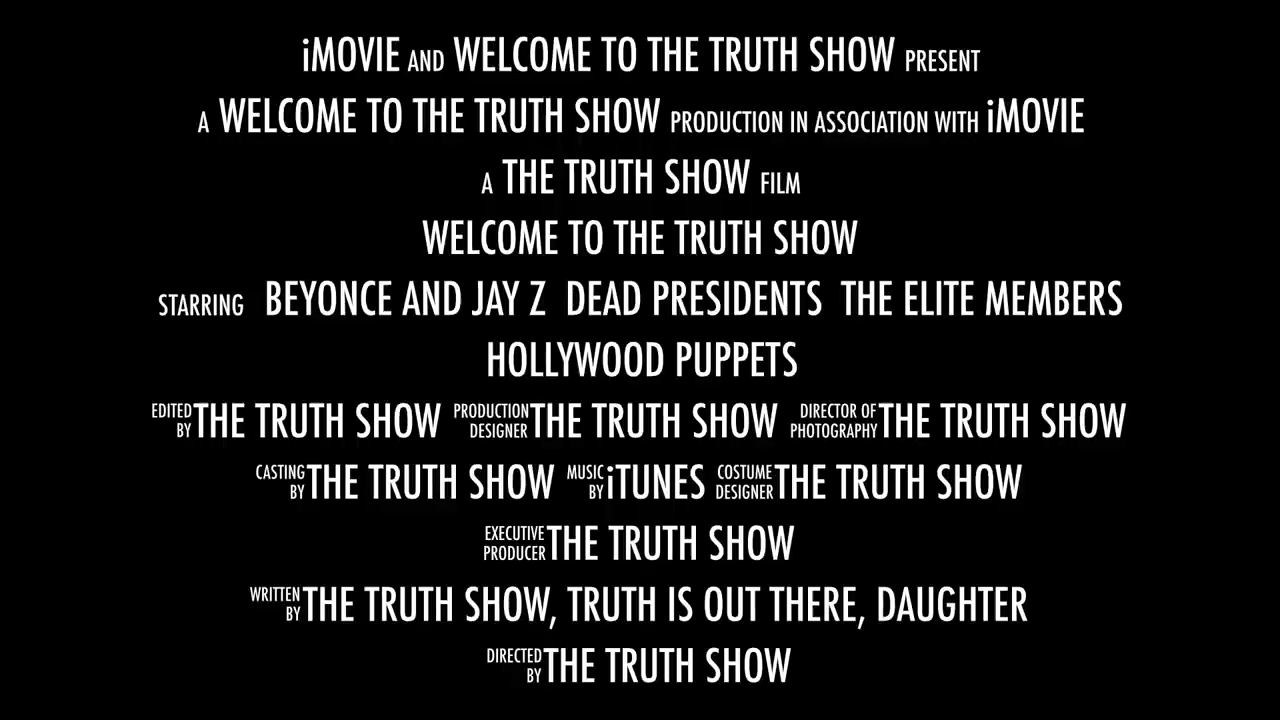 iMOVIE AND WELCOME TO THE TRUTH SHOW PRESENT
A WELCOME TO THE TRUTH SHOW PRODUCTION IN ASSOCIATION WITH iMOVIE
A THE TRUTH SHOW FILM
WELCOME TO THE TRUTH SHOW
STARRING BEYONCE AND JAY Z DEAD PRESIDENTS THE ELITE MEMBERS
HOLLYWOOD PUPPETS
EDITED BY THE TRUTH SHOW PRODUCTION DESIGNER THE TRUTH SHOW DIRECTOR OF PHOTOGRAPHY THE TRUTH SHOW
CASTING BY THE TRUTH SHOW MUSIC BY iTUNES COSTUME DESIGNER THE TRUTH SHOW
EXECUTIVE PRODUCER THE TRUTH SHOW
WRITTEN BY THE TRUTH SHOW, TRUTH IS OUT THERE, DAUGHTER
DIRECTED BY THE TRUTH SHOW